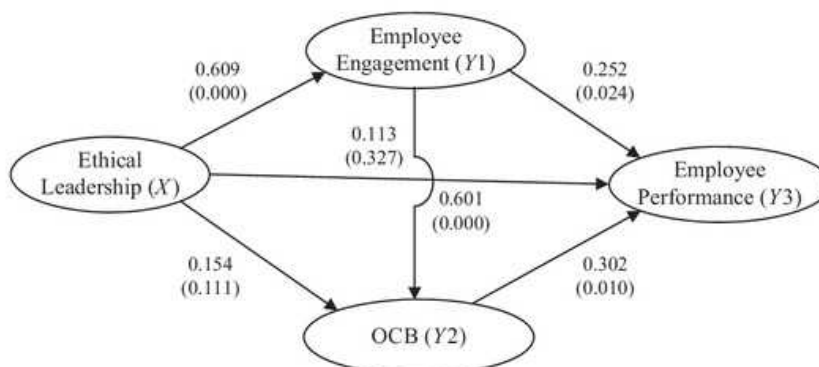 Employee
Engagement (Y1)
0.609
(0.000)
0.252
(0.024)
0.113
(0.327)
Ethical
Leadership (X)
Employee
Performance (Y3)
0.601
(0.000)
0.154
(0.111)
0.302
(0.010)
OCB (Y2)